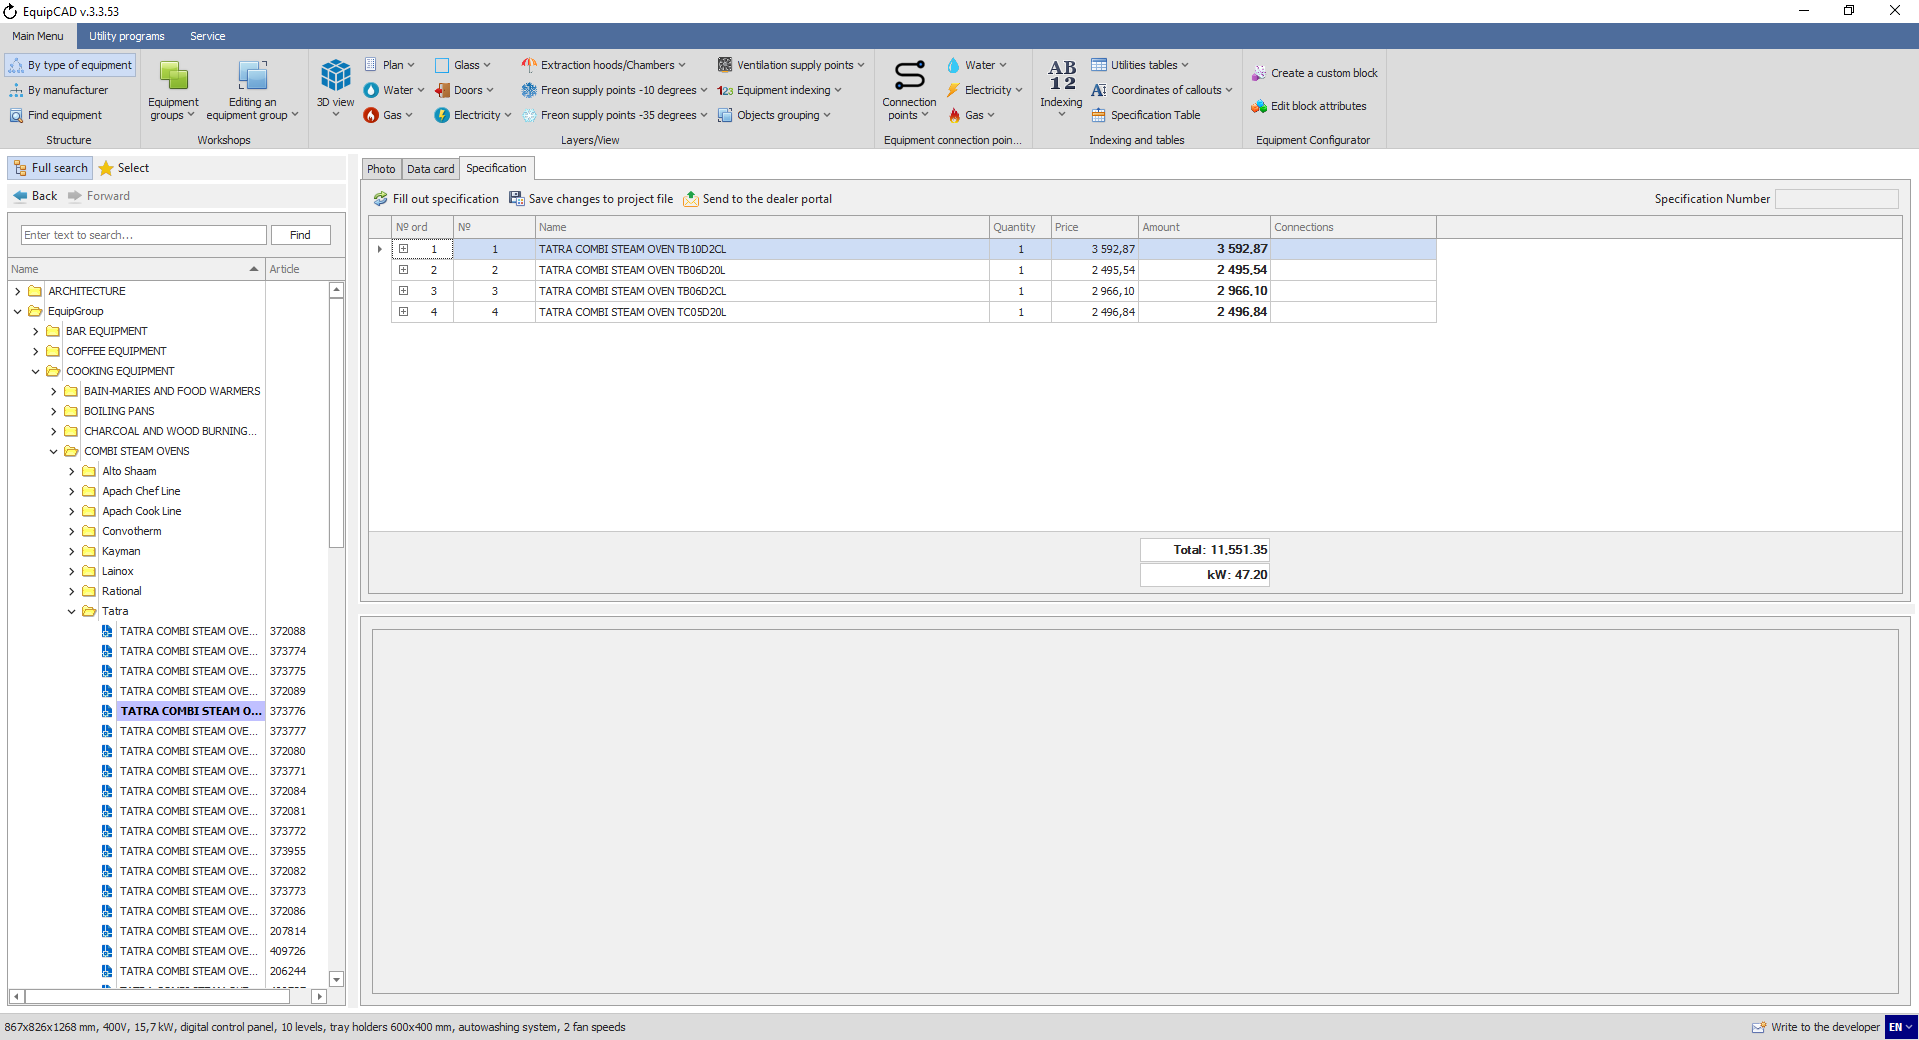 EquipCAD v.3.3.53
Main Menu Utility programs Service
By type of equipment
By manufacturer
Find equipment
Structure
Equipment groups
Editing an equipment group
Workshops
3D view
Plan
Water
Gas
Glass
Doors
Electricity
Extraction hoods/Chambers
Freon supply points -10 degrees
Freon supply points -35 degrees
Ventilation supply points
123 Equipment indexing
Objects grouping
Layers/View
Connection points
Water
Electricity
Gas
Equipment connection poin...
AB
12
Indexing
Utilities tables
Coordinates of callouts
Specification Table
Indexing and tables
Create a custom block
Edit block attributes
Equipment Configurator
Full search Select
Back Forward
Enter text to search... Find
Name Article
ARCHITECTURE
EquipGroup
BAR EQUIPMENT
COFFEE EQUIPMENT
COOKING EQUIPMENT
BAIN-MARIES AND FOOD WARMERS
BOILING PANS
CHARCOAL AND WOOD BURNING...
COMBI STEAM OVENS
Alto Shaam
Apach Chef Line
Apach Cook Line
Convotherm
Kayman
Lainox
Rational
Tatra
TATRA COMBI STEAM OVE... 372088
TATRA COMBI STEAM OVE... 373774
TATRA COMBI STEAM OVE... 373775
TATRA COMBI STEAM OVE... 372089
TATRA COMBI STEAM O... 373776
TATRA COMBI STEAM OVE... 373777
TATRA COMBI STEAM OVE... 372080
TATRA COMBI STEAM OVE... 373771
TATRA COMBI STEAM OVE... 372084
TATRA COMBI STEAM OVE... 372081
TATRA COMBI STEAM OVE... 373772
TATRA COMBI STEAM OVE... 373955
TATRA COMBI STEAM OVE... 372082
TATRA COMBI STEAM OVE... 373773
TATRA COMBI STEAM OVE... 372086
TATRA COMBI STEAM OVE... 207814
TATRA COMBI STEAM OVE... 409726
TATRA COMBI STEAM OVE... 206244
Photo Data card Specification
Fill out specification Save changes to project file Send to the dealer portal Specification Number
Nº ord Nº Name Quantity Price Amount Connections
1 1 TATRA COMBI STEAM OVEN TB10D2CL 1 3 592,87 3 592,87
2 2 TATRA COMBI STEAM OVEN TB06D20L 1 2 495,54 2 495,54
3 3 TATRA COMBI STEAM OVEN TB06D2CL 1 2 966,10 2 966,10
4 4 TATRA COMBI STEAM OVEN TC05D20L 1 2 496,84 2 496,84
Total: 11,551.35
kW: 47.20
867x826x1268 mm, 400V, 15,7 kW, digital control panel, 10 levels, tray holders 600x400 mm, autowashing system, 2 fan speeds
Write to the developer EN